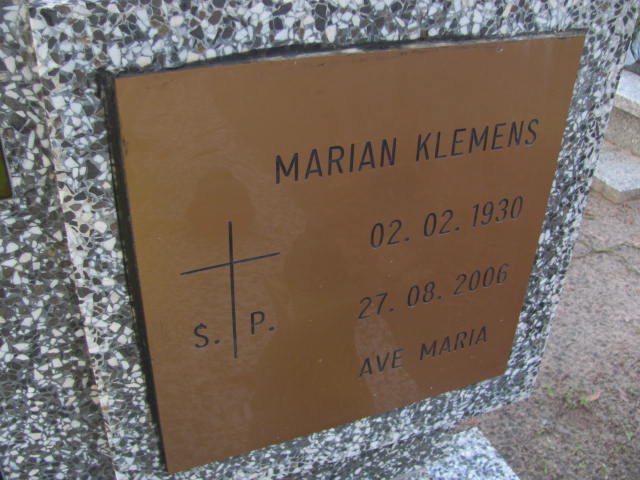 MARIAN KLEMENS
02. 02. 1930
27. 08. 2006
S. P.
AVE MARIA